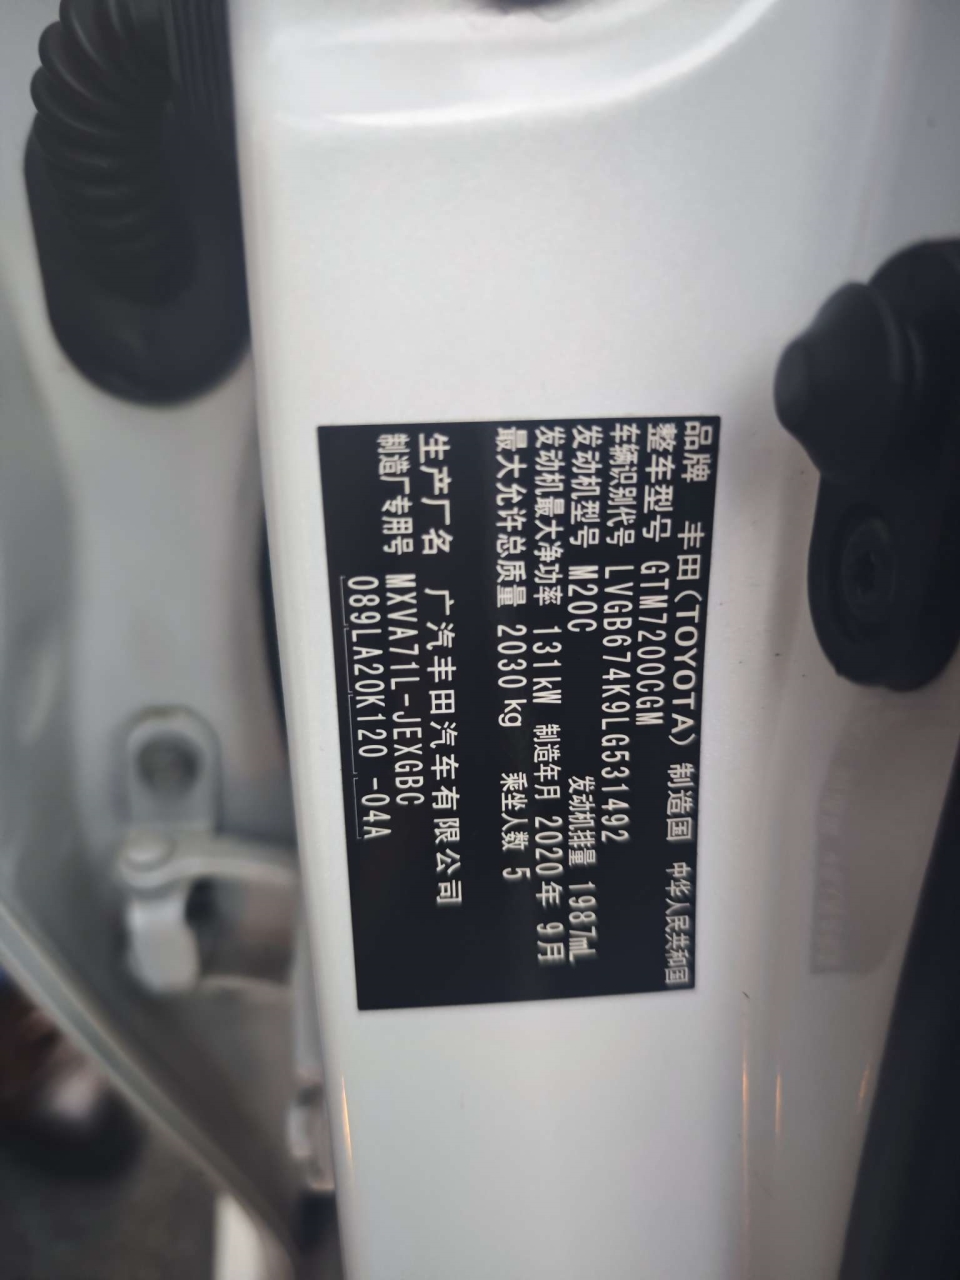 品牌 丰田(TOYOTA) 制造国 中华人民共和国
整车型号 GTM7200CGM
车辆识别代号 LVGB674K9LG531492
发动机型号 M20C 发动机排量 1987mL
发动机最大净功率 131kW 制造年月 2020年 9月
最大允许总质量 2030kg 乘坐人数 5
生产厂名 广汽丰田汽车有限公司
制造厂专用号 MXVA71L-JEXGBC
089LA20K120 -04A